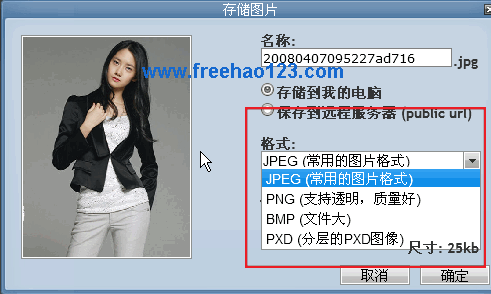 存储图片
名称:
20080407095227ad716 .jpg
www.freehao123.com
存储到我的电脑
保存到远程服务器 (public url)
格式:
JPEG (常用的图片格式)
JPEG (常用的图片格式)
PNG (支持透明，质量好)
BMP (文件大)
PXD (分层的PXD图像)
尺寸: 25kb
取消
确定